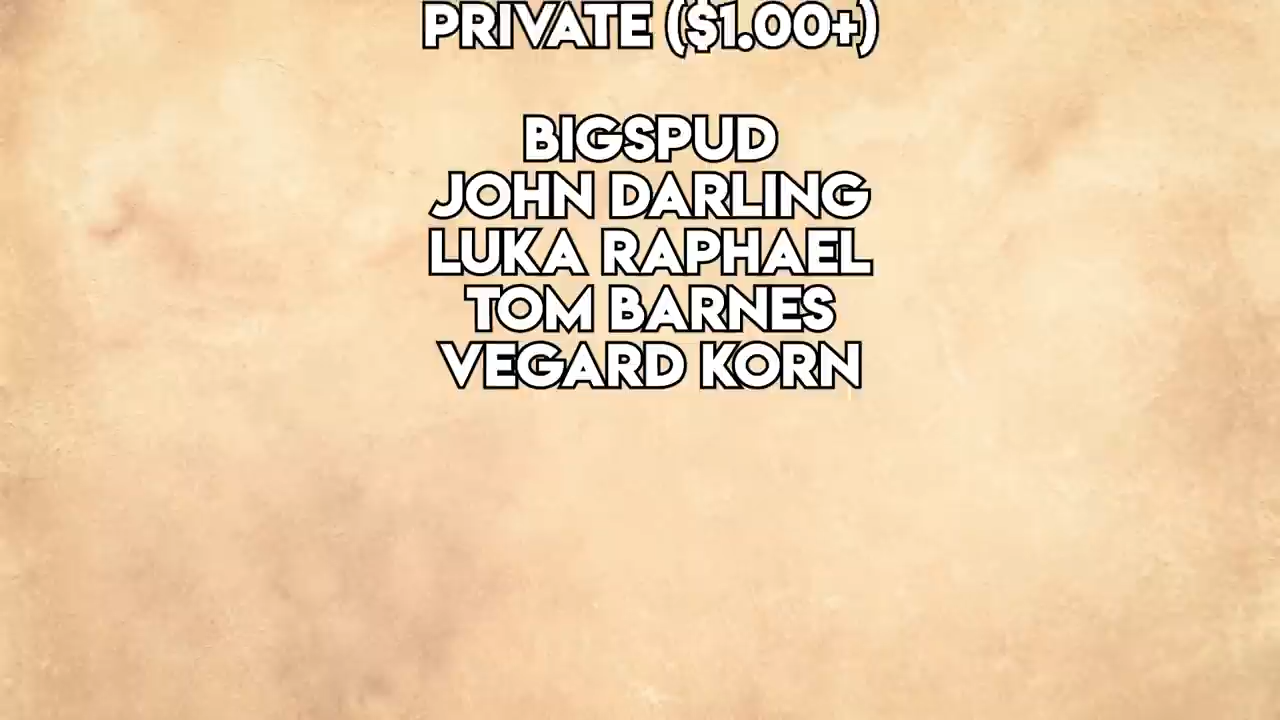 PRIVATE ($1.00+)
BIGSPUD
JOHN DARLING
LUKA RAPHAEL
TOM BARNES
VEGARD KORN